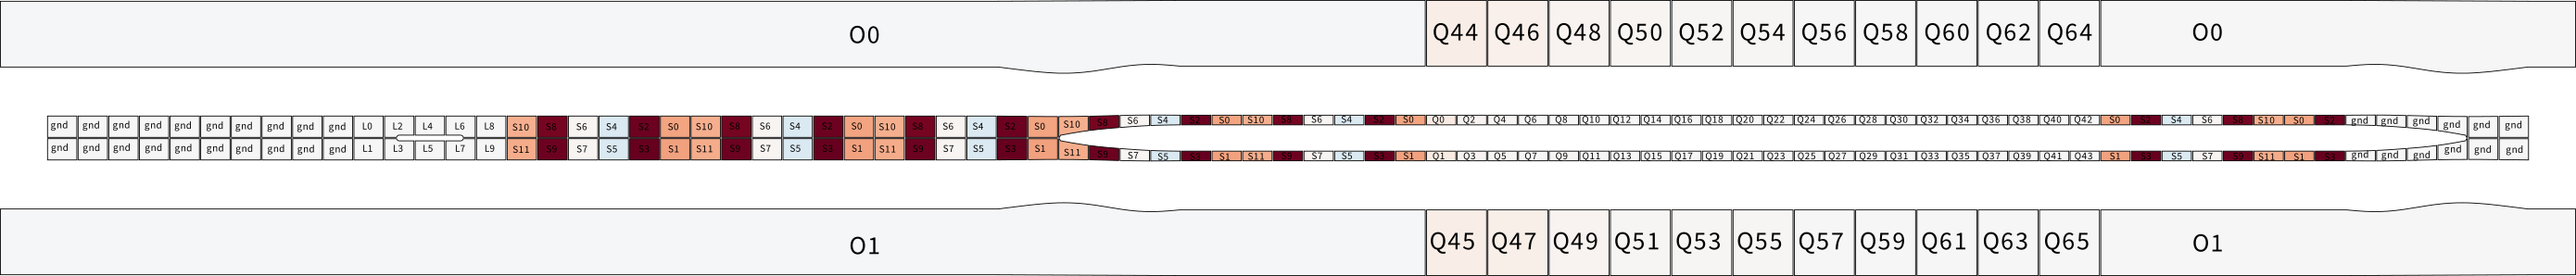 O0 Q44 Q46 Q48 Q50 Q52 Q54 Q56 Q58 Q60 Q62 Q64 O0
gnd gnd gnd gnd gnd gnd gnd gnd gnd gnd L0 L2 L4 L6 L8 S10 S8 S6 S4 S2 S0 S10 S8 S6 S4 S2 S0 S10 S8 S6 S4 S2 S0 S10 S8 S6 S4 S2 S0 S10 S8 S6 S4 S2 S0 Q0 Q2 Q4 Q6 Q8 Q10 Q12 Q14 Q16 Q18 Q20 Q22 Q24 Q26 Q28 Q30 Q32 Q34 Q36 Q38 Q40 Q42 S0 S2 S4 S6 S8 S10 S0 S2 gnd gnd gnd gnd gnd gnd
gnd gnd gnd gnd gnd gnd gnd gnd gnd gnd L1 L3 L5 L7 L9 S11 S9 S7 S5 S3 S1 S11 S9 S7 S5 S3 S1 S11 S9 S7 S5 S3 S1 S11 S9 S7 S5 S3 S1 S11 S9 S7 S5 S3 S1 Q1 Q3 Q5 Q7 Q9 Q11 Q13 Q15 Q17 Q19 Q21 Q23 Q25 Q27 Q29 Q31 Q33 Q35 Q37 Q39 Q41 Q43 S1 S3 S5 S7 S9 S11 S1 S3 gnd gnd gnd gnd gnd gnd
O1 Q45 Q47 Q49 Q51 Q53 Q55 Q57 Q59 Q61 Q63 Q65 O1